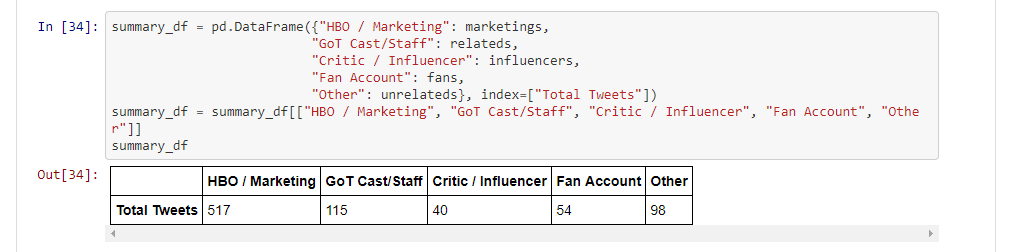 In [34]: summary_df = pd.DataFrame({"HBO / Marketing": marketings,
"GoT Cast/Staff": relateds,
"Critic / Influencer": influencers,
"Fan Account": fans,
"Other": unrelateds}, index=["Total Tweets"])
summary_df = summary_df[["HBO / Marketing", "GoT Cast/Staff", "Critic / Influencer", "Fan Account", "Othe
r"]]
summary_df
Out[34]:
HBO / Marketing GoT Cast/Staff Critic / Influencer Fan Account Other
Total Tweets 517 115 40 54 98